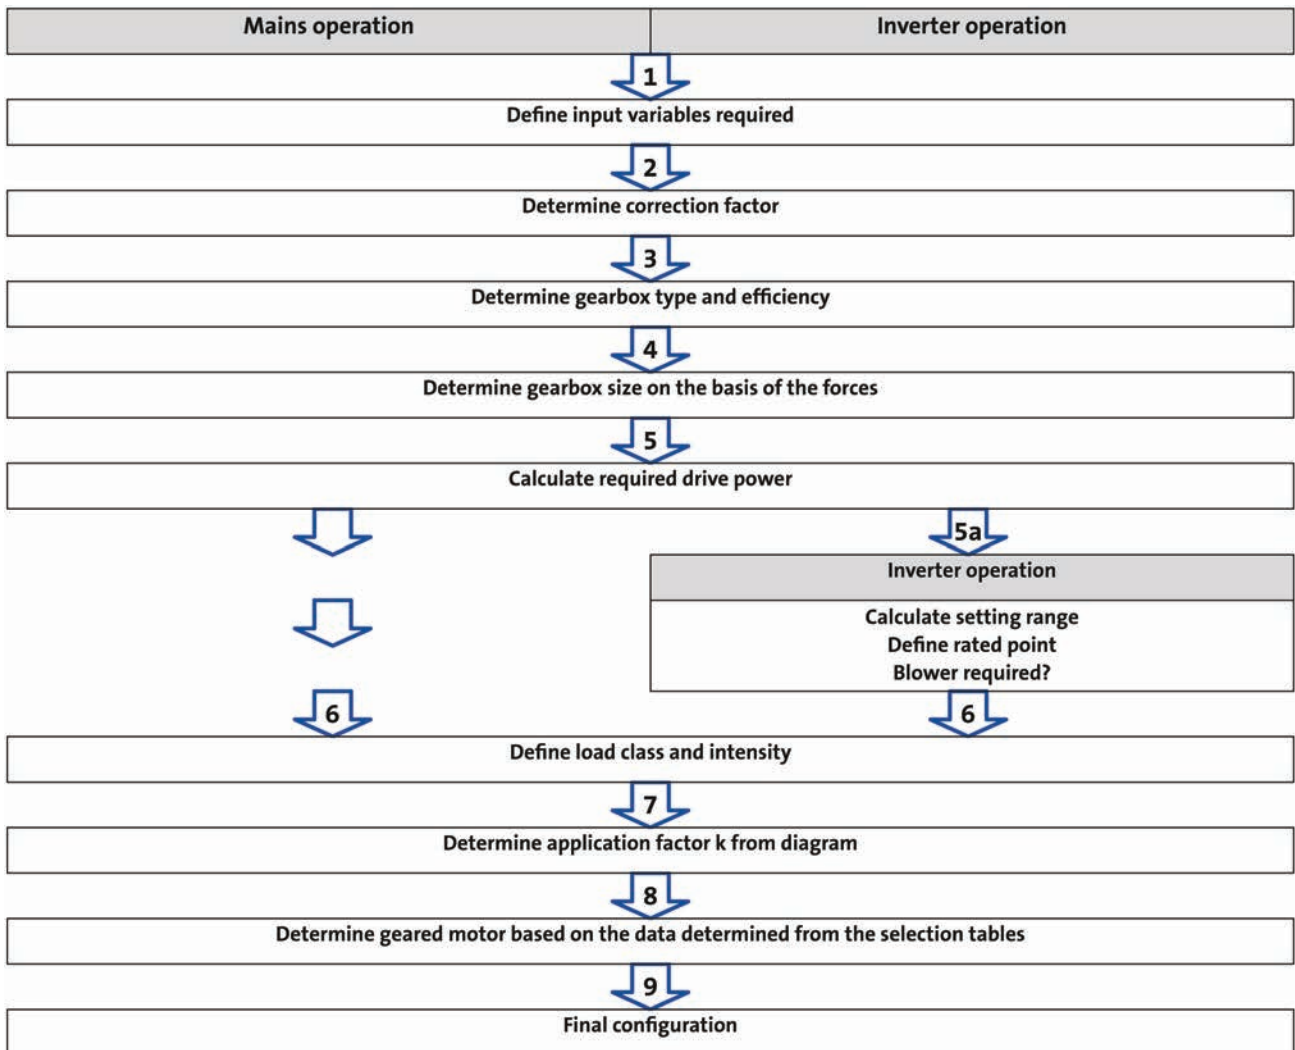 Mains operation
Inverter operation
1
Define input variables required
2
Determine correction factor
3
Determine gearbox type and efficiency
4
Determine gearbox size on the basis of the forces
5
Calculate required drive power
5a
Inverter operation
Calculate setting range
Define rated point
Blower required?
6
6
Define load class and intensity
7
Determine application factor k from diagram
8
Determine geared motor based on the data determined from the selection tables
9
Final configuration